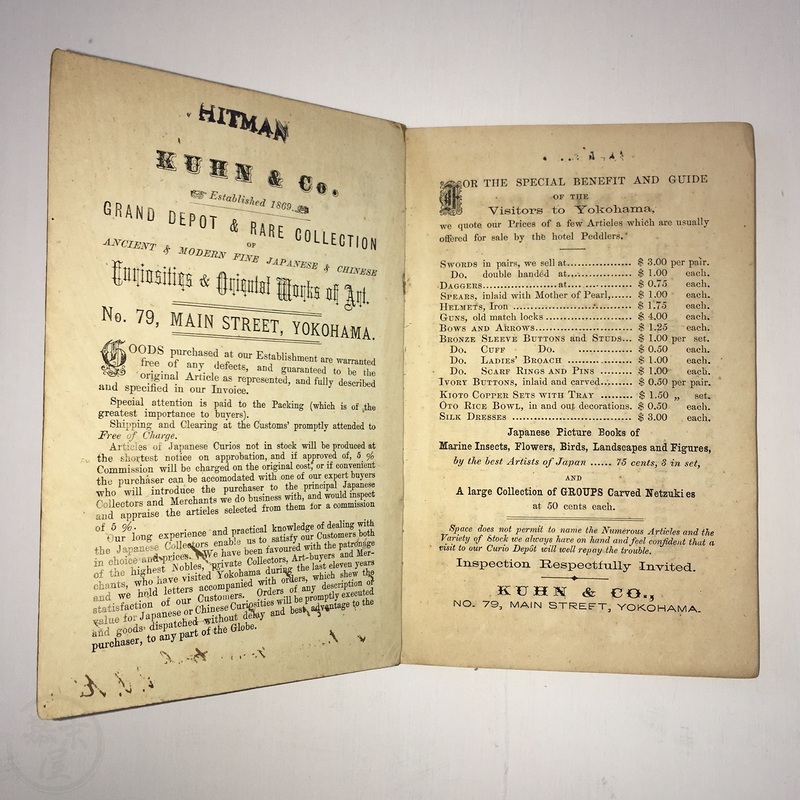 HITMAN
KUHN & Co.
Established 1869.
GRAND DEPOT & RARE COLLECTION
OF
ANCIENT & MODERN FINE JAPANESE & CHINESE
Curiosities & Oriental Works of Art.
No. 79, MAIN STREET, YOKOHAMA.
GOODS purchased at our Establishment are warranted
free of any defects, and guaranteed to be the
original Article as represented, and fully described
and specified in our Invoice.
Special attention is paid to the Packing (which is of the
greatest importance to buyers).
Shipping and Clearing at the Customs' promptly attended to
Free of Charge.
Articles of Japanese Curios not in stock will be produced at
the shortest notice on approbation, and if approved, of 5 %
Commission will be charged on the original cost, or if convenient
the purchaser can be accomodated with one of our expert buyers
who will introduce the purchaser to the principal Japanese
Collectors and Merchants we do business with, and would inspect
and appraise the articles selected from them for a commission
of 5 %.
Our long experience and practical knowledge of dealing with
the Japanese Collectors enable us to satisfy our Customers both
in choice and prices. We have been favoured with the patronage
of the highest Nobles, private Collectors, Art-buyers and Mer-
chants, who have visited Yokohama during the last eleven years
and we hold letters accompanied with orders, which shew the
satisfaction of our Customers. Orders of any description of
value for Japanese or Chinese Curiosities will be promptly executed
and goods dispatched without delay and best advantage to the
purchaser, to any part of the Globe.
FOR THE SPECIAL BENEFIT AND GUIDE
OF THE
Visitors to Yokohama,
we quote our Prices of a few Articles which are usually
offered for sale by the hotel Peddlers.
SWORDS in pairs, we sell at.................. $ 3.00 per pair.
Do. double handed at.................. $ 1.00 each.
DAGGERS........................at.................. $ 0.75 each.
SPEARS, inlaid with Mother of Pearl,...... $ 1.00 each.
HELMETS, Iron .............................. $ 1.75 each.
GUNS, old match locks ..................... $ 4.00 each.
BOWS AND ARROWS........................ $ 1.25 each.
BRONZE SLEEVE BUTTONS AND STUDS... $ 1.00 per set.
Do. CUFF Do. .................. $ 0.50 each.
Do. LADIES' BROACH ............... $ 1.00 each.
Do. SCARF RINGS AND PINS ......... $ 1.00 each.
IVORY BUTTONS, inlaid and carved......... $ 0.50 per pair.
KIOTO COPPER SETS WITH TRAY ......... $ 1.50 „ set.
OTO RICE BOWL, in and out decorations. $ 0.50 each.
SILK DRESSES ............................... $ 3.00 each.
Japanese Picture Books of
Marine Insects, Flowers, Birds, Landscapes and Figures,
by the best Artists of Japan ...... 75 cents, 3 in set,
AND
A large Collection of GROUPS Carved Netzukies
at 50 cents each.
Space does not permit to name the Numerous Articles and the
Variety of Stock we always have on hand and feel confident that a
visit to our Curio Depôt will well repay the trouble.
Inspection Respectfully Invited.
KUHN & CO.,
NO. 79, MAIN STREET, YOKOHAMA.